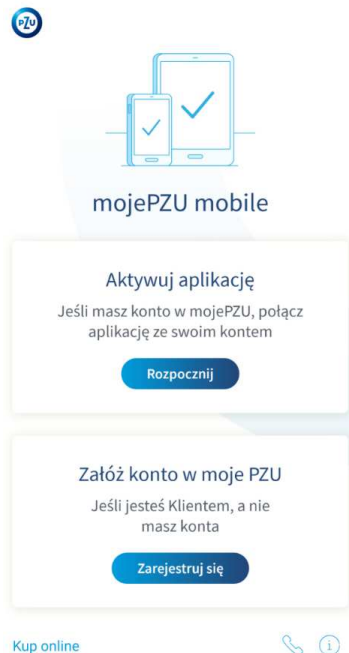 PZU
mojePZU mobile
Aktywuj aplikację
Jeśli masz konto w mojePZU, połącz
aplikację ze swoim kontem
Rozpocznij
Załóż konto w moje PZU
Jeśli jesteś Klientem, a nie
masz konta
Zarejestruj się
Kup online